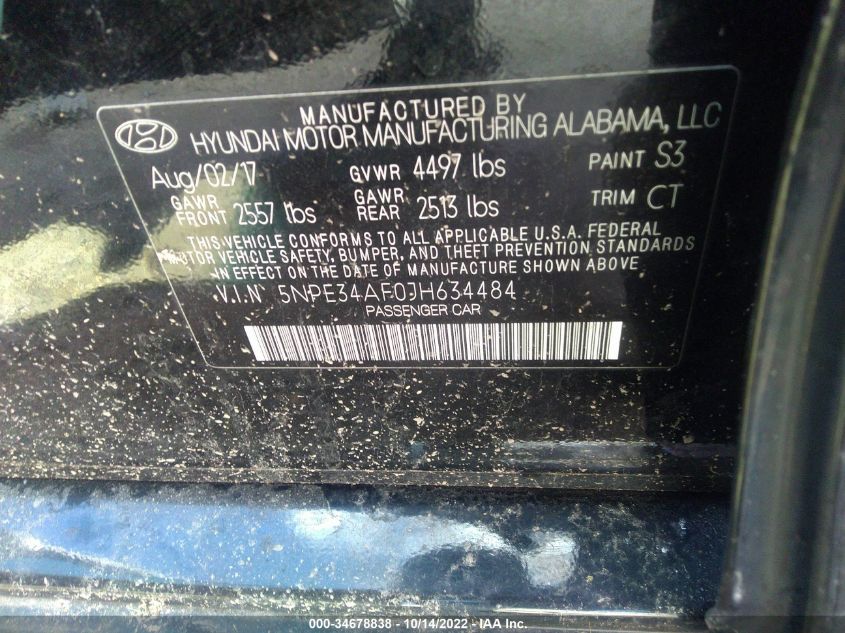 MANUFACTURED BY
HYUNDAI MOTOR MANUFACTURING ALABAMA, LLC
Aug/02/17 GVWR 4497 lbs PAINT S3
GAWR FRONT 2557 lbs GAWR REAR 2513 lbs TRIM CT
THIS VEHICLE CONFORMS TO ALL APPLICABLE U.S.A. FEDERAL
MOTOR VEHICLE SAFETY, BUMPER, AND THEFT PREVENTION STANDARDS
IN EFFECT ON THE DATE OF MANUFACTURE SHOWN ABOVE.
V.I.N 5NPE34AF0JH634484
PASSENGER CAR
000-34678838 - 10/14/2022 - IAA Inc.